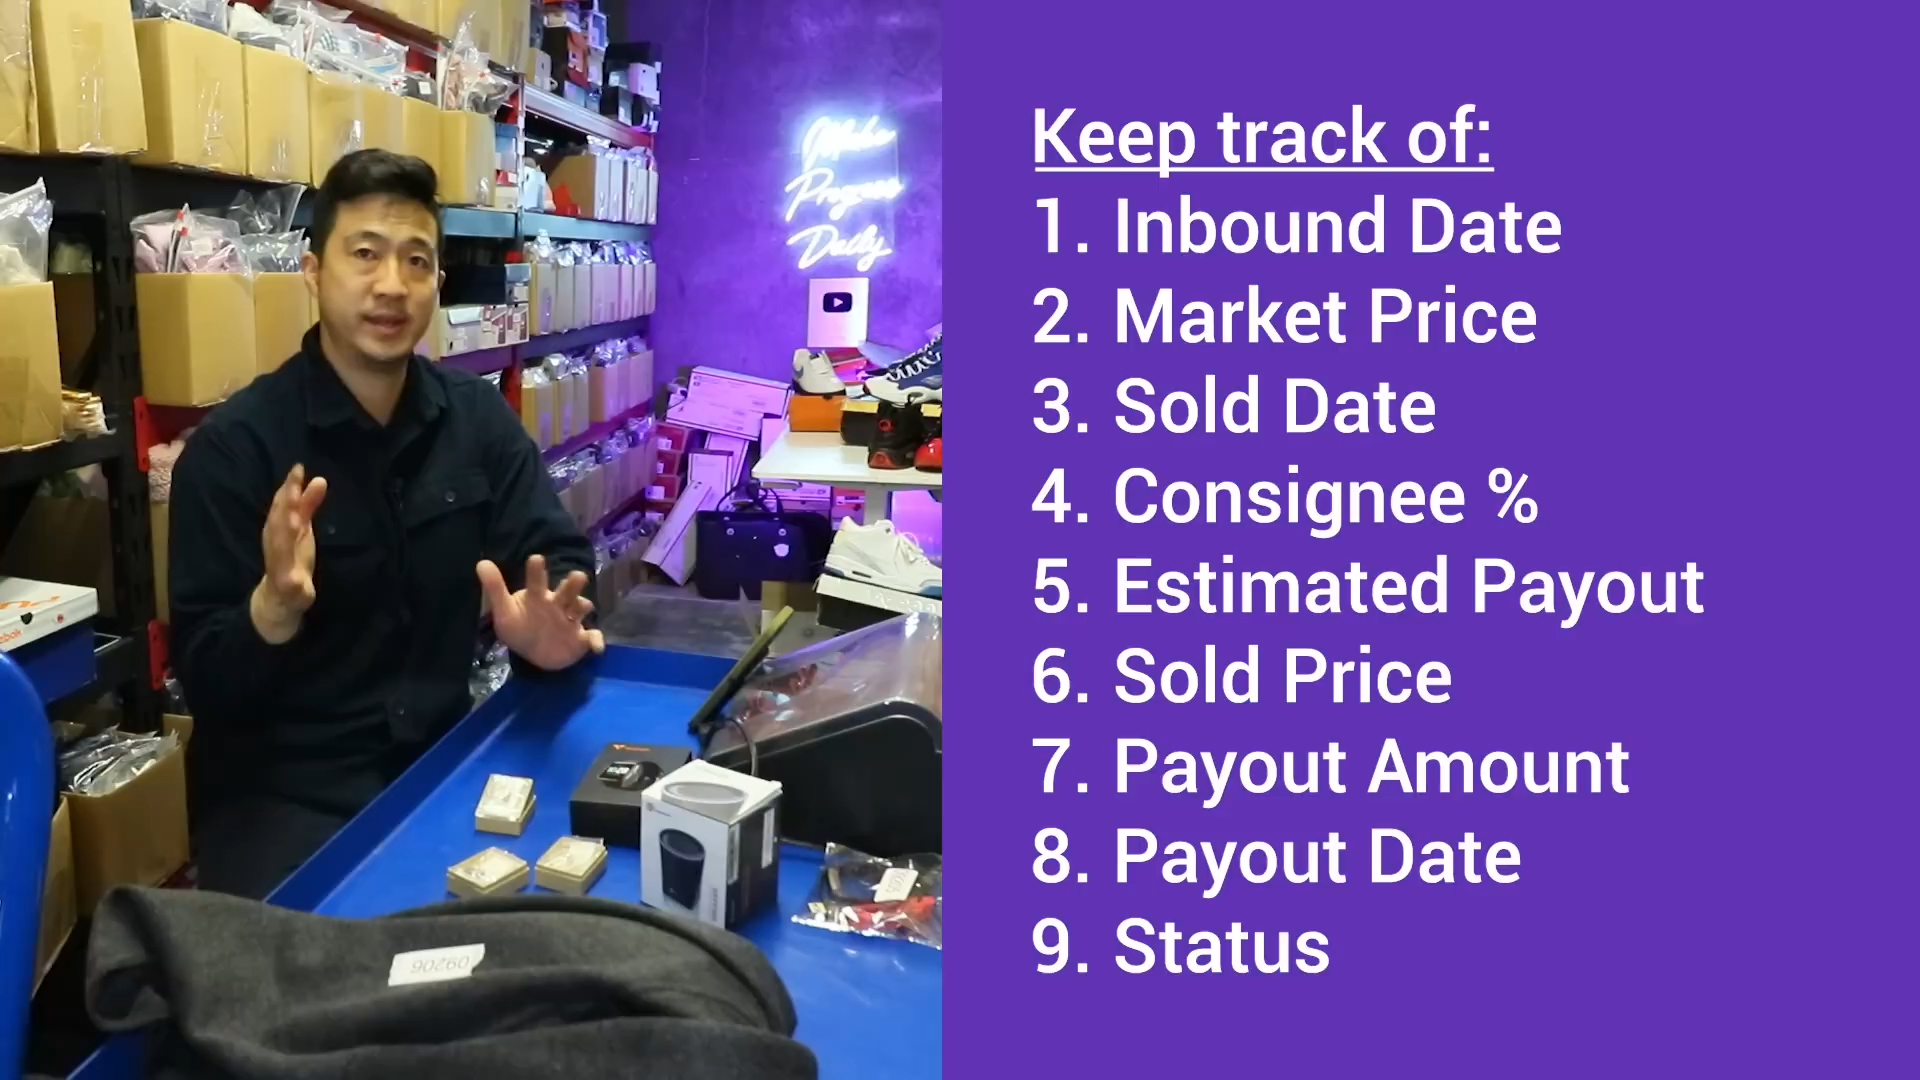 Make
Progress
Daily
09206
Keep track of:
1. Inbound Date
2. Market Price
3. Sold Date
4. Consignee %
5. Estimated Payout
6. Sold Price
7. Payout Amount
8. Payout Date
9. Status